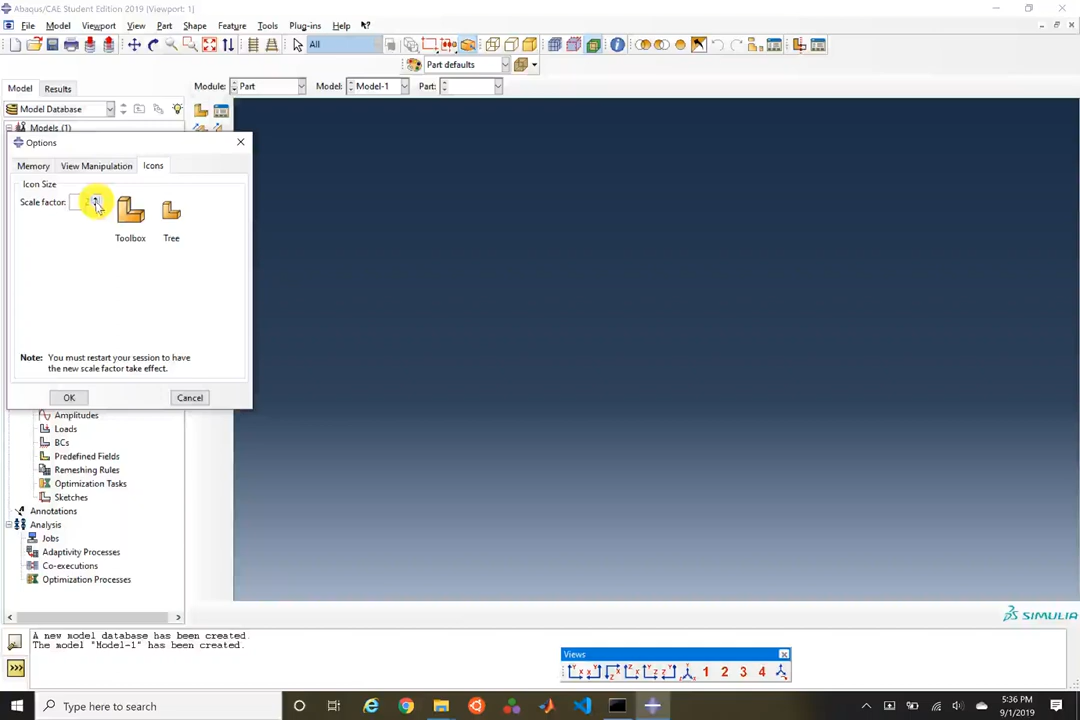 Abaqus/CAE Student Edition 2019 [Viewport: 1]
File Model Viewport View Part Shape Feature Tools Plug-ins Help
All
Part defaults
Model Results
Module: Part Model: Model-1 Part:
Model Database
Models (1)
Options
Memory View Manipulation Icons
Icon Size
Scale factor:
Toolbox Tree
Note: You must restart your session to have
the new scale factor take effect.
OK Cancel
Amplitudes
Loads
BCs
Predefined Fields
Remeshing Rules
Optimization Tasks
Sketches
Annotations
Analysis
Jobs
Adaptivity Processes
Co-executions
Optimization Processes
SIMULIA
A new model database has been created.
The model "Model-1" has been created.
Views
1 2 3 4
Type here to search
5:36 PM
9/1/2019